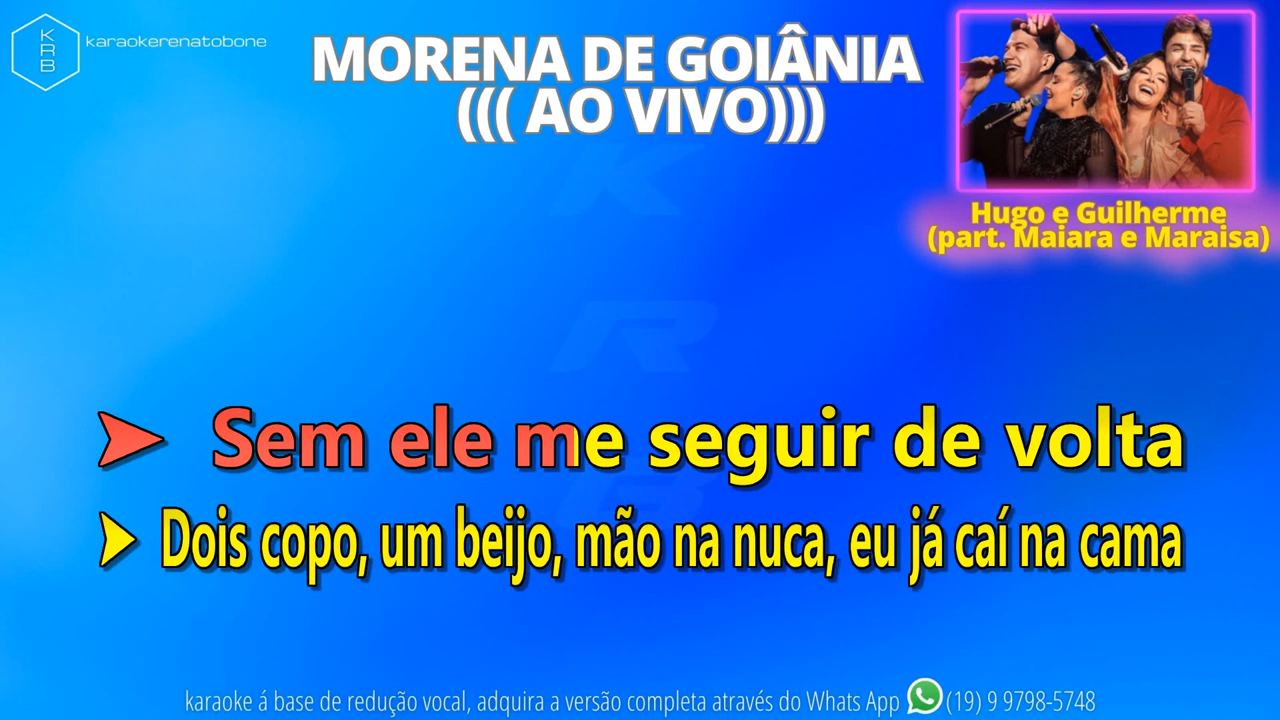 KRB
karaokerenatobone
MORENA DE GOIÂNIA
((( AO VIVO)))
Hugo e Guilherme
(part. Maiara e Maraisa)
K
R
B
Sem ele me seguir de volta
Dois copo, um beijo, mão na nuca, eu já caí na cama
karaoke á base de redução vocal, adquira a versão completa através do Whats App (19) 9 9798-5748